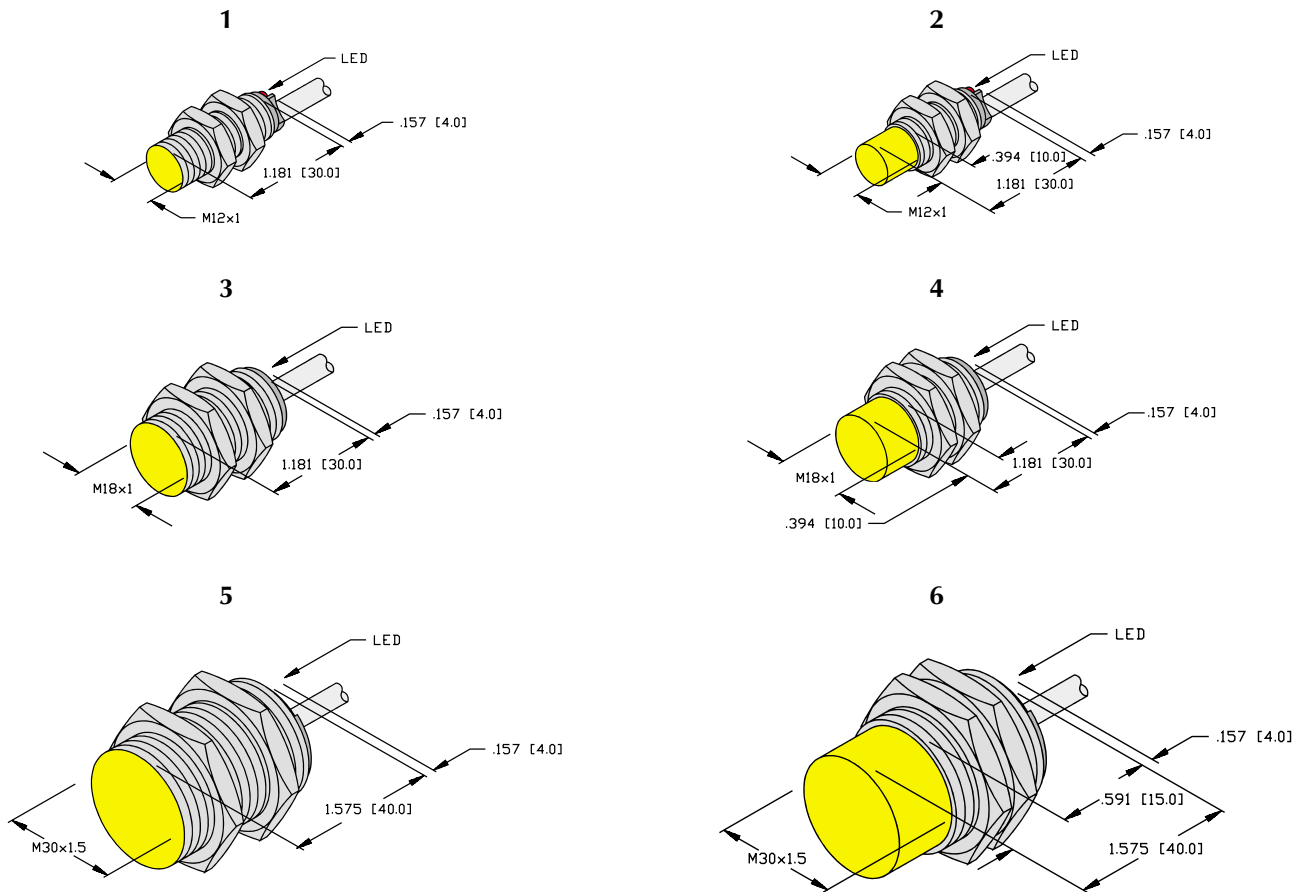 1
LED
.157 [4.0]
1.181 [30.0]
M12×1
2
LED
.157 [4.0]
.394 [10.0]
1.181 [30.0]
M12×1
3
LED
.157 [4.0]
1.181 [30.0]
M18×1
4
LED
.157 [4.0]
1.181 [30.0]
M18×1
.394 [10.0]
5
LED
.157 [4.0]
1.575 [40.0]
M30×1.5
6
LED
.157 [4.0]
.591 [15.0]
1.575 [40.0]
M30×1.5